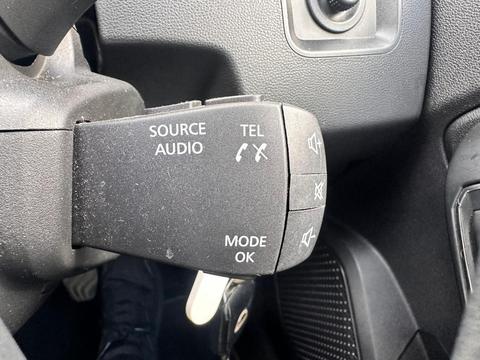 SOURCE
AUDIO
TEL
MODE
OK
+
-